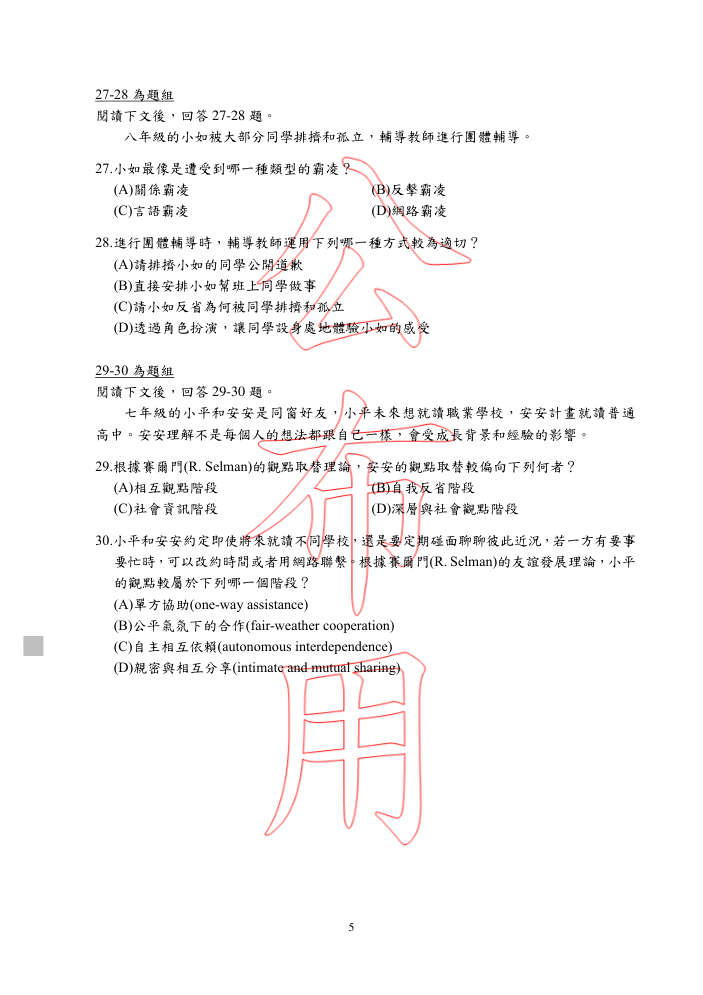 27-28 為題組
閱讀下文後，回答 27-28 題。
八年級的小如被大部分同學排擠和孤立，輔導教師進行團體輔導。
27.小如最像是遭受到哪一種類型的霸凌？
(A)關係霸凌 (B)反擊霸凌
(C)言語霸凌 (D)網路霸凌
28.進行團體輔導時，輔導教師運用下列哪一種方式較為適切？
(A)請排擠小如的同學公開道歉
(B)直接安排小如幫班上同學做事
(C)請小如反省為何被同學排擠和孤立
(D)透過角色扮演，讓同學設身處地體驗小如的感受
29-30 為題組
閱讀下文後，回答 29-30 題。
七年級的小平和安安是同窗好友，小平未來想就讀職業學校，安安計畫就讀普通
高中。安安理解不是每個人的想法都跟自己一樣，會受成長背景和經驗的影響。
29.根據賽爾門(R. Selman)的觀點取替理論，安安的觀點取替較偏向下列何者？
(A)相互觀點階段 (B)自我反省階段
(C)社會資訊階段 (D)深層與社會觀點階段
30.小平和安安約定即使將來就讀不同學校，還是要定期碰面聊聊彼此近況，若一方有要事
要忙時，可以改約時間或者用網路聯繫。根據賽爾門(R. Selman)的友誼發展理論，小平
的觀點較屬於下列哪一個階段？
(A)單方協助(one-way assistance)
(B)公平氣氛下的合作(fair-weather cooperation)
(C)自主相互依賴(autonomous interdependence)
(D)親密與相互分享(intimate and mutual sharing)
公布用
5